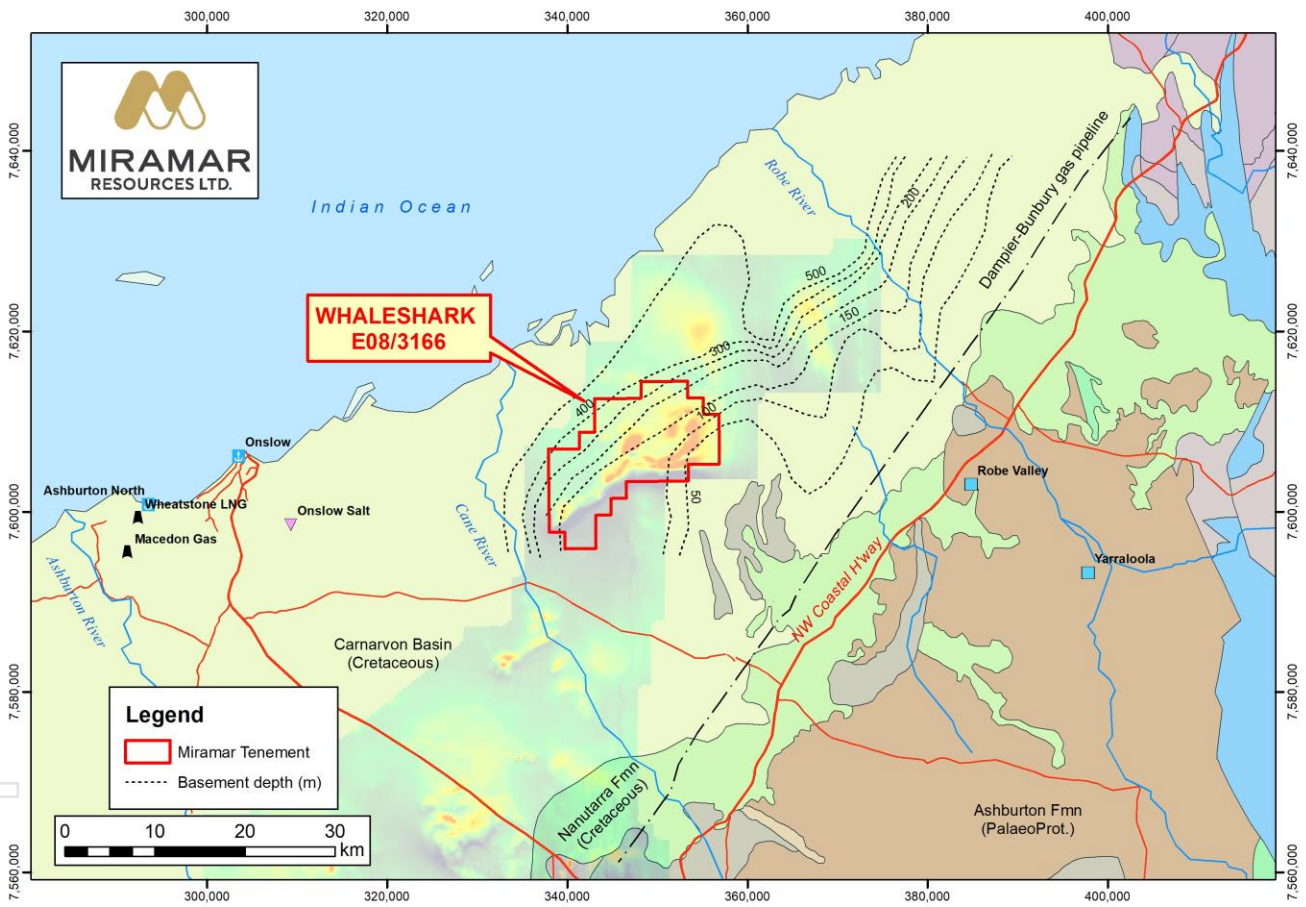 300,000 320,000 340,000 360,000 380,000 400,000
MIRAMAR
RESOURCES LTD.
Indian Ocean
Robe River
Dampier-Bunbury gas pipeline
200
500
150
300
400
100
50
WHALESHARK
E08/3166
Onslow
Ashburton North
Wheatstone LNG
Onslow Salt
Macedon Gas
Ashburton River
Cane River
Robe Valley
Yarraloola
NW Coastal H'way
Carnarvon Basin
(Cretaceous)
Nanutarra Fmn
(Cretaceous)
Ashburton Fmn
(PalaeoProt.)
Legend
Miramar Tenement
Basement depth (m)
0 10 20 30
km
7,640,000
7,620,000
7,600,000
7,580,000
7,560,000
7,640,000
7,620,000
7,600,000
7,580,000
7,560,000
300,000 320,000 340,000 360,000 380,000 400,000